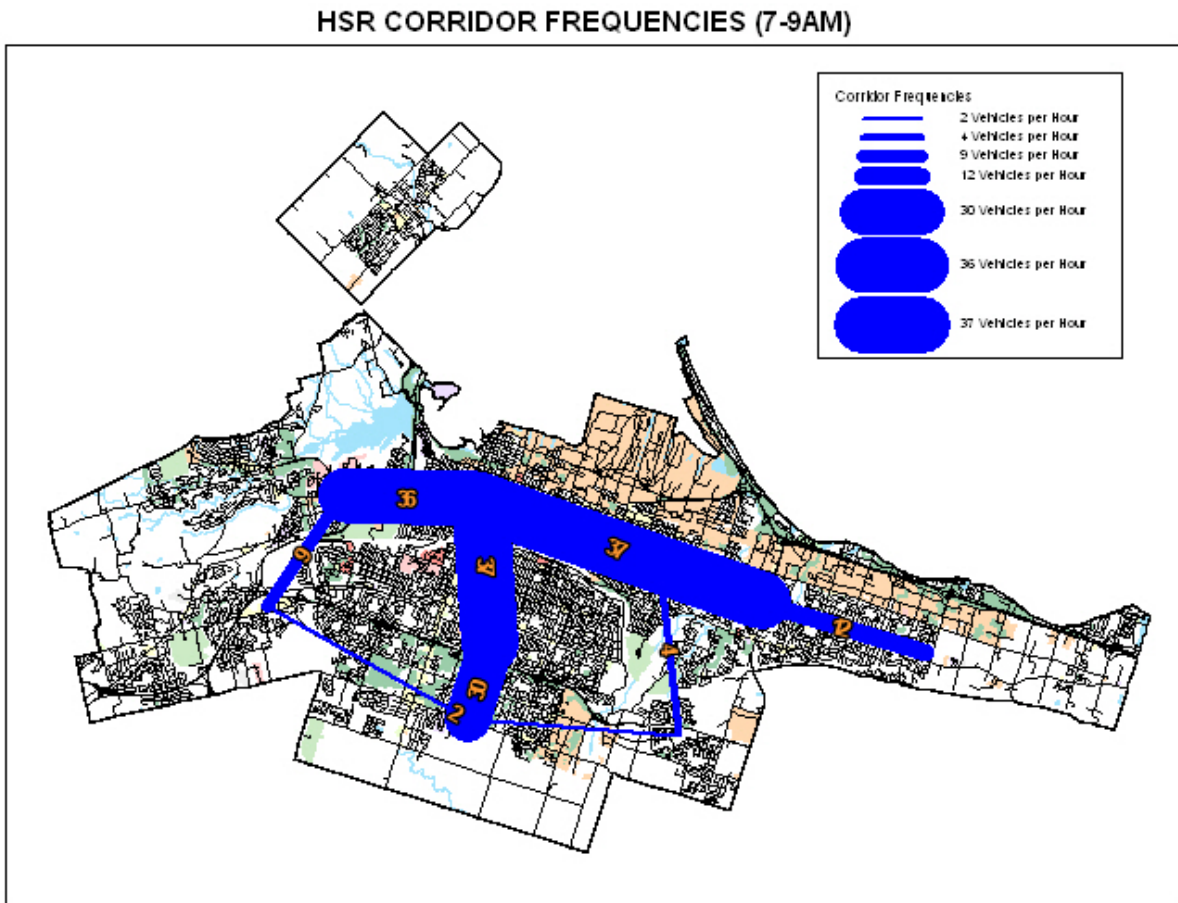 HSR CORRIDOR FREQUENCIES (7-9AM)
Corridor Frequencies
2 Vehicles per Hour
4 Vehicles per Hour
9 Vehicles per Hour
12 Vehicles per Hour
30 Vehicles per Hour
36 Vehicles per Hour
37 Vehicles per Hour
36
37
37
9
12
4
30
2